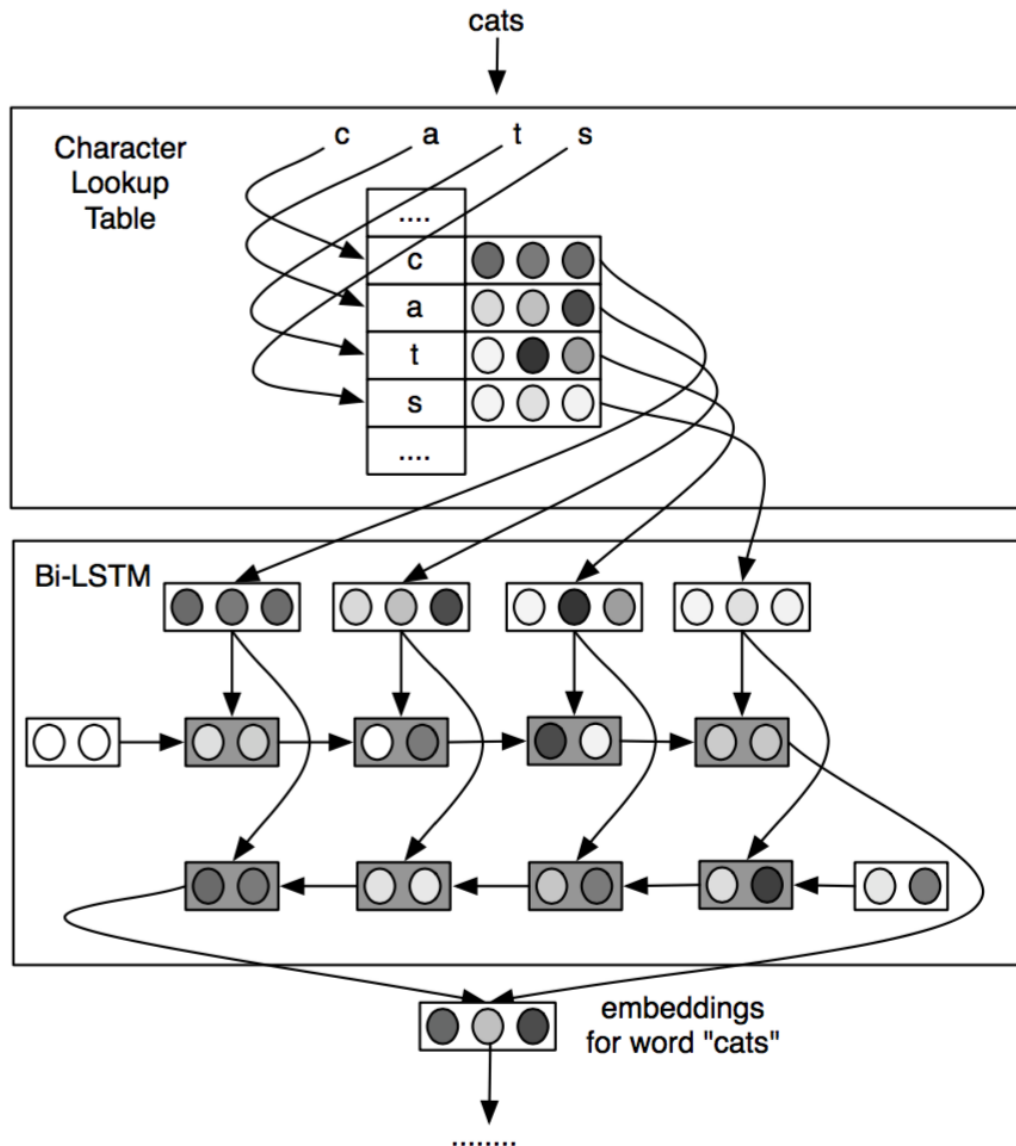 cats
c a t s
Character
Lookup
Table
....
c
a
t
s
....
Bi-LSTM
embeddings
for word "cats"
........